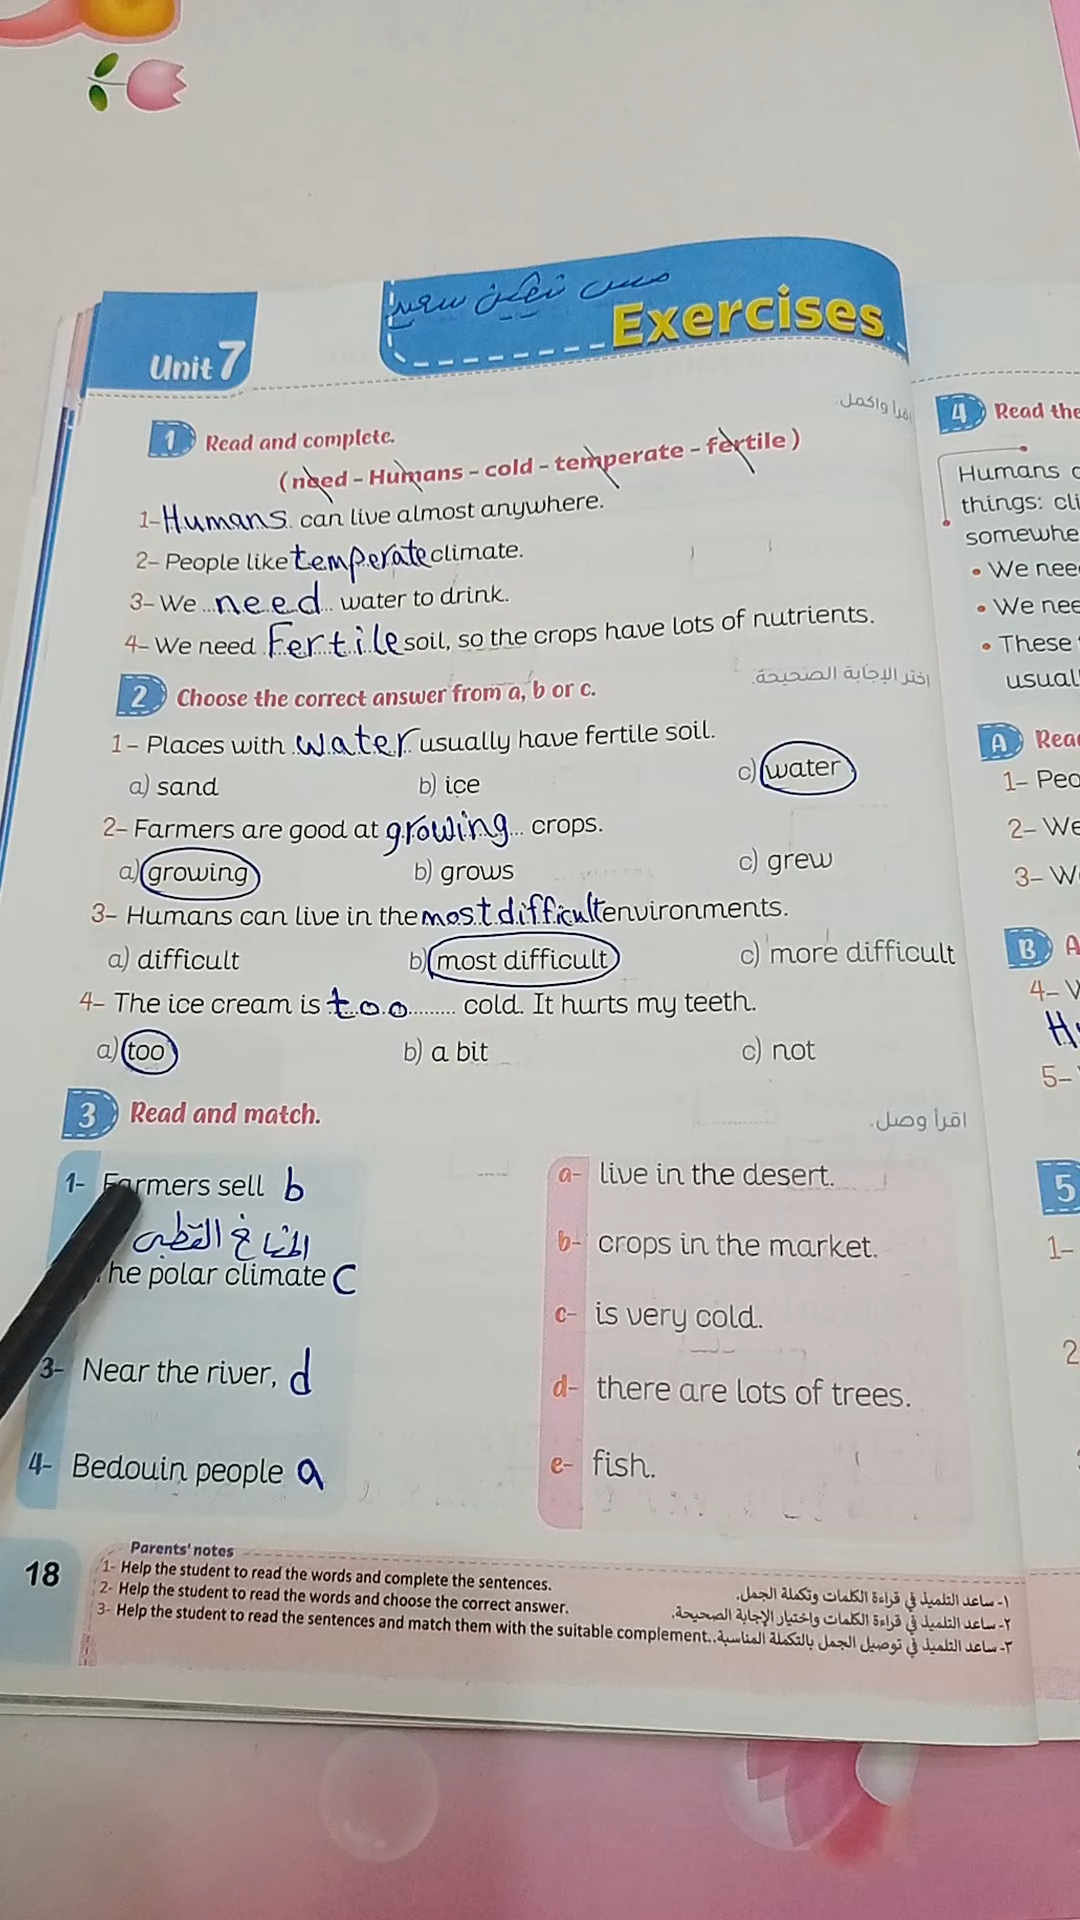 مس نيفين سعيد
Exercises
Unit 7
اقرأ واكمل.
1 Read and complete.
( need - Humans - cold - temperate - fertile )
1- Humans can live almost anywhere.
2- People like temperate climate.
3- We need water to drink.
4- We need Fertile soil, so the crops have lots of nutrients.
اختر الإجابة الصحيحة.
2 Choose the correct answer from a, b or c.
1- Places with water usually have fertile soil.
a) sand b) ice c) water
2- Farmers are good at growing crops.
a) growing b) grows c) grew
3- Humans can live in the most difficult environments.
a) difficult b) most difficult c) more difficult
4- The ice cream is too cold. It hurts my teeth.
a) too b) a bit c) not
3 Read and match.
اقرأ وصل.
1- Farmers sell b
المناخ القطبى
he polar climate C
3- Near the river, d
4- Bedouin people a
a- live in the desert.
b- crops in the market.
c- is very cold.
d- there are lots of trees.
e- fish.
18
Parents' notes
1- Help the student to read the words and complete the sentences.
2- Help the student to read the words and choose the correct answer.
3- Help the student to read the sentences and match them with the suitable complement.
١- ساعد التلميذ في قراءة الكلمات وتكملة الجمل.
٢- ساعد التلميذ في قراءة الكلمات واختيار الإجابة الصحيحة.
٣- ساعد التلميذ في توصيل الجمل بالتكملة المناسبة.
4 Read the
Humans
things: cli
somewhe
• We nee
• We nee
• These
usual
A Rea
1- Peo
2- We
3- W
B A
4-
H
5-
5
1-
2